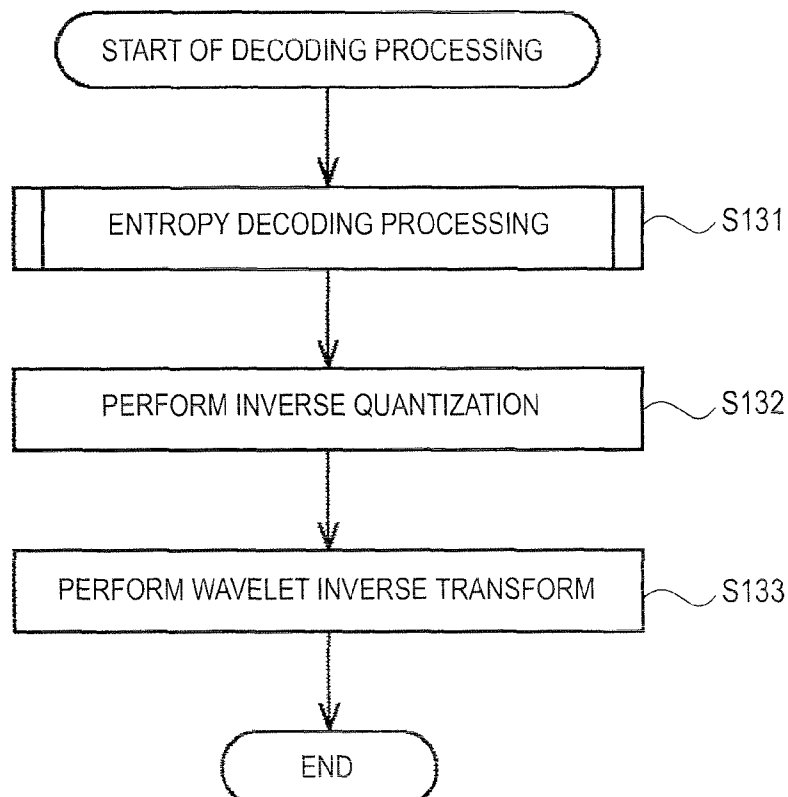 START OF DECODING PROCESSING
ENTROPY DECODING PROCESSING
S131
PERFORM INVERSE QUANTIZATION
S132
PERFORM WAVELET INVERSE TRANSFORM
S133
END